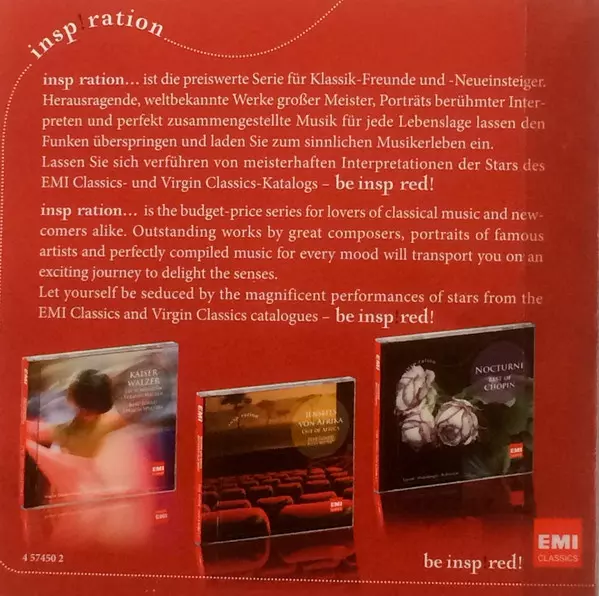 insp!ration
insp ration... ist die preiswerte Serie für Klassik-Freunde und -Neueinsteiger.
Herausragende, weltbekannte Werke großer Meister, Porträts berühmter Inter-
preten und perfekt zusammengestellte Musik für jede Lebenslage lassen den
Funken überspringen und laden Sie zum sinnlichen Musikerleben ein.
Lassen Sie sich verführen von meisterhaften Interpretationen der Stars des
EMI Classics- und Virgin Classics-Katalogs – be insp!red!
insp ration... is the budget-price series for lovers of classical music and new-
comers alike. Outstanding works by great composers, portraits of famous
artists and perfectly compiled music for every mood will transport you on an
exciting journey to delight the senses.
Let yourself be seduced by the magnificent performances of stars from the
EMI Classics and Virgin Classics catalogues – be insp!red!
KAISER
WALZER
EMI
EMI
JENSEITS
VON AFRIKA
OUT OF AFRICA
EMI
EMI
NOCTURNE
BEST OF
CHOPIN
EMI
EMI
4 57450 2
be insp!red!
EMI
CLASSICS